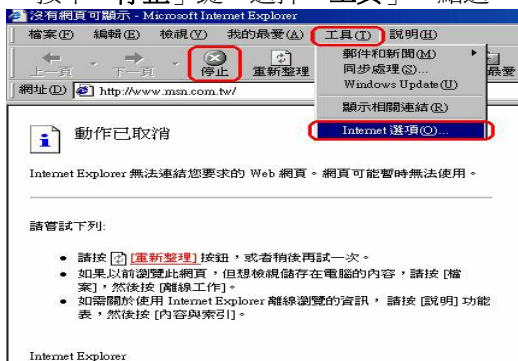 沒有網頁可顯示 - Microsoft Internet Explorer
檔案(F) 編輯(E) 檢視(V) 我的最愛(A) 工具(T) 說明(H)
上一頁 下一頁 停止 重新整理
郵件和新聞(M)
同步處理(S)...
Windows Update(U)
顯示相關連結(R)
Internet 選項(O)...
網址(D) http://www.msn.com.tw/
動作已取消
Internet Explorer 無法連結您要求的 Web 網頁。網頁可能暫時無法使用。
請嘗試下列:
請按 [重新整理] 按鈕,或者稍後再試一次。
如果以前瀏覽此網頁,但想檢視儲存在電腦的內容,請按 [檔
案],然後按 [離線工作]。
如需關於使用 Internet Explorer 離線瀏覽的資訊, 請按 [說明] 功能
表,然後按 [內容與索引]。
Internet Explorer